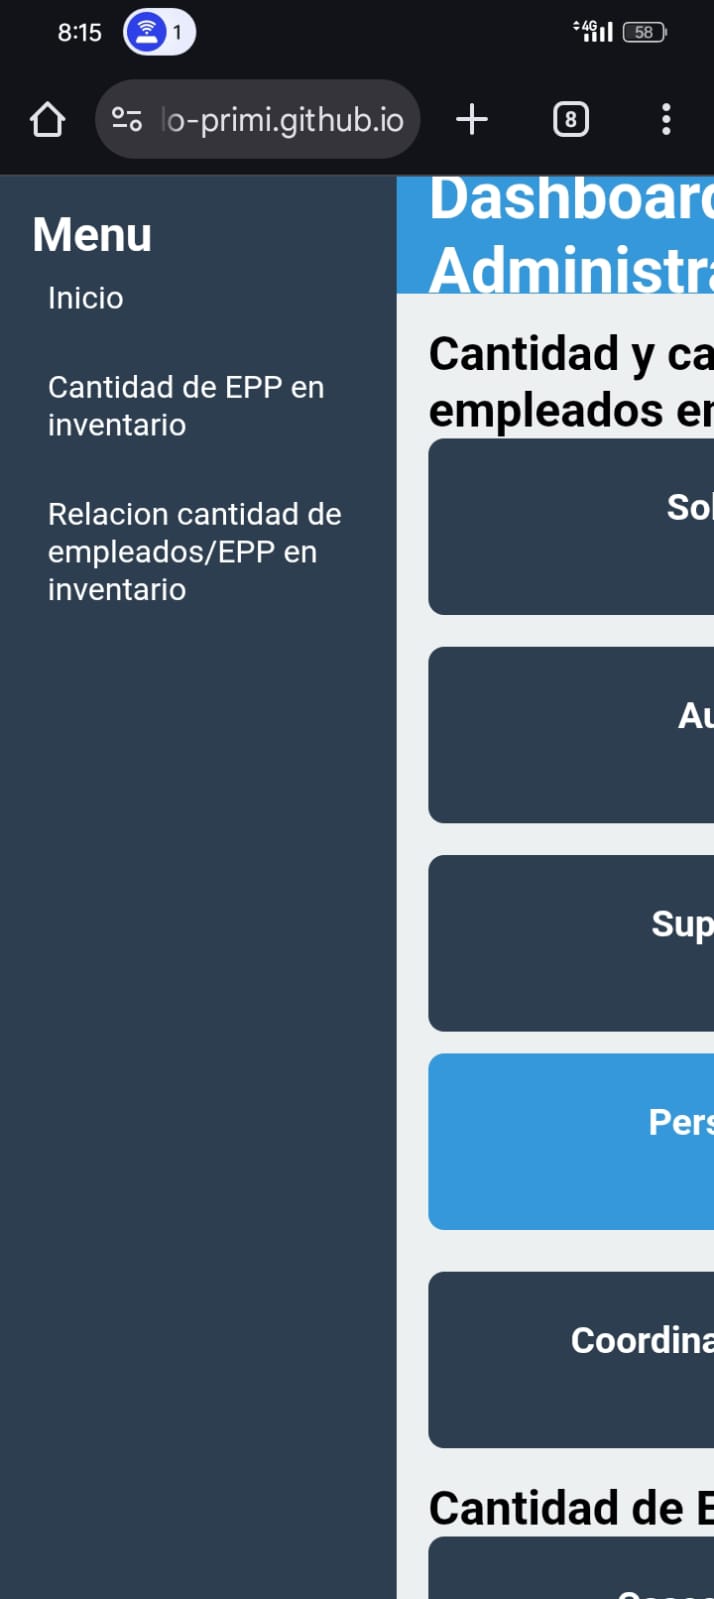 8:15
1
4G
58
lo-primi.github.io
8
Menu
Inicio
Cantidad de EPP en
inventario
Relacion cantidad de
empleados/EPP en
inventario
Dashboard
Administra
Cantidad y ca
empleados en
Sol
Au
Sup
Pers
Coordina
Cantidad de E